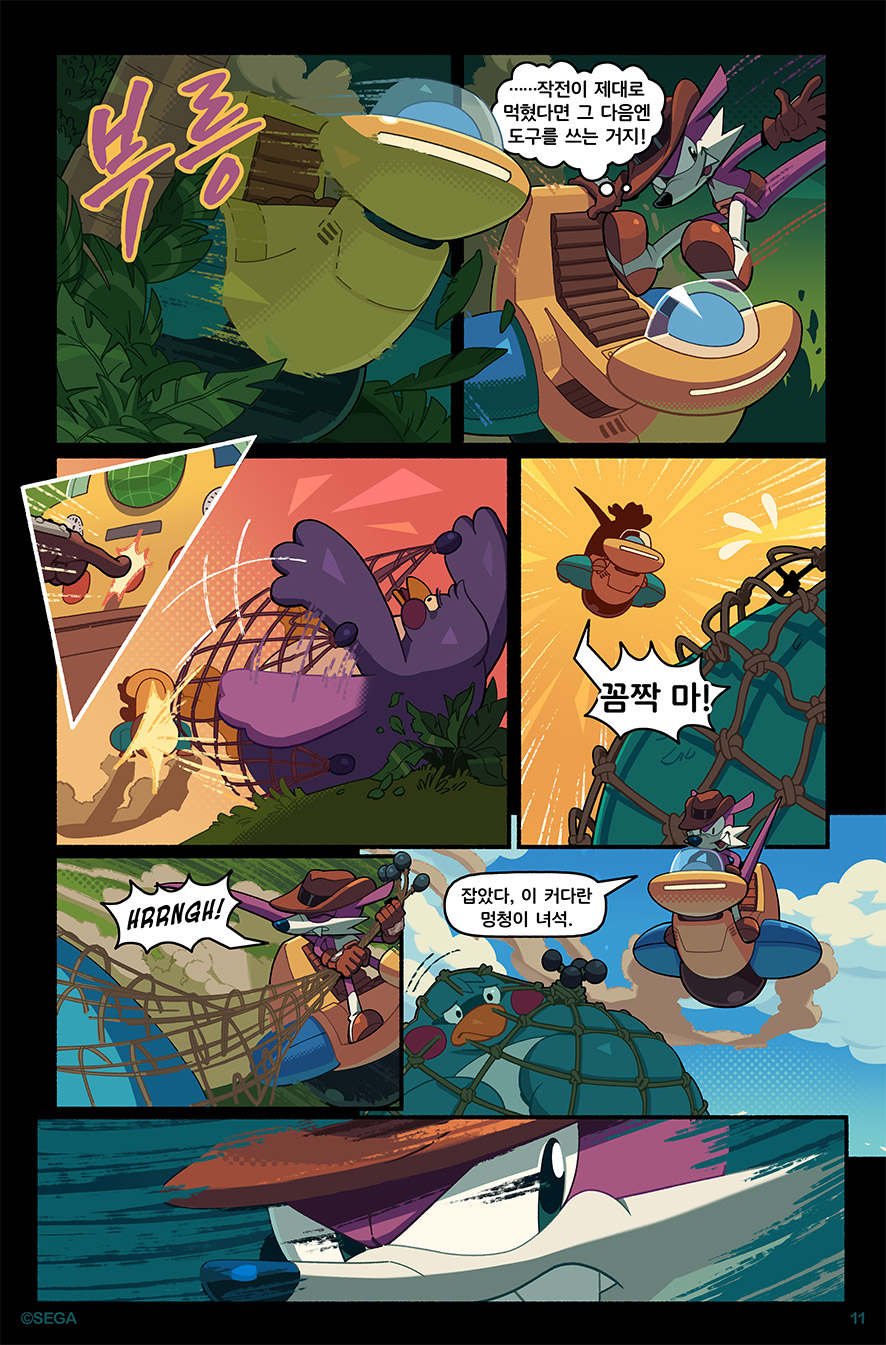 부릉
……작전이 제대로
먹혔다면 그 다음엔
도구를 쓰는 거지!
꼼짝 마!
HRRNGH!
잡았다, 이 커다란
멍청이 녀석.
©SEGA
11